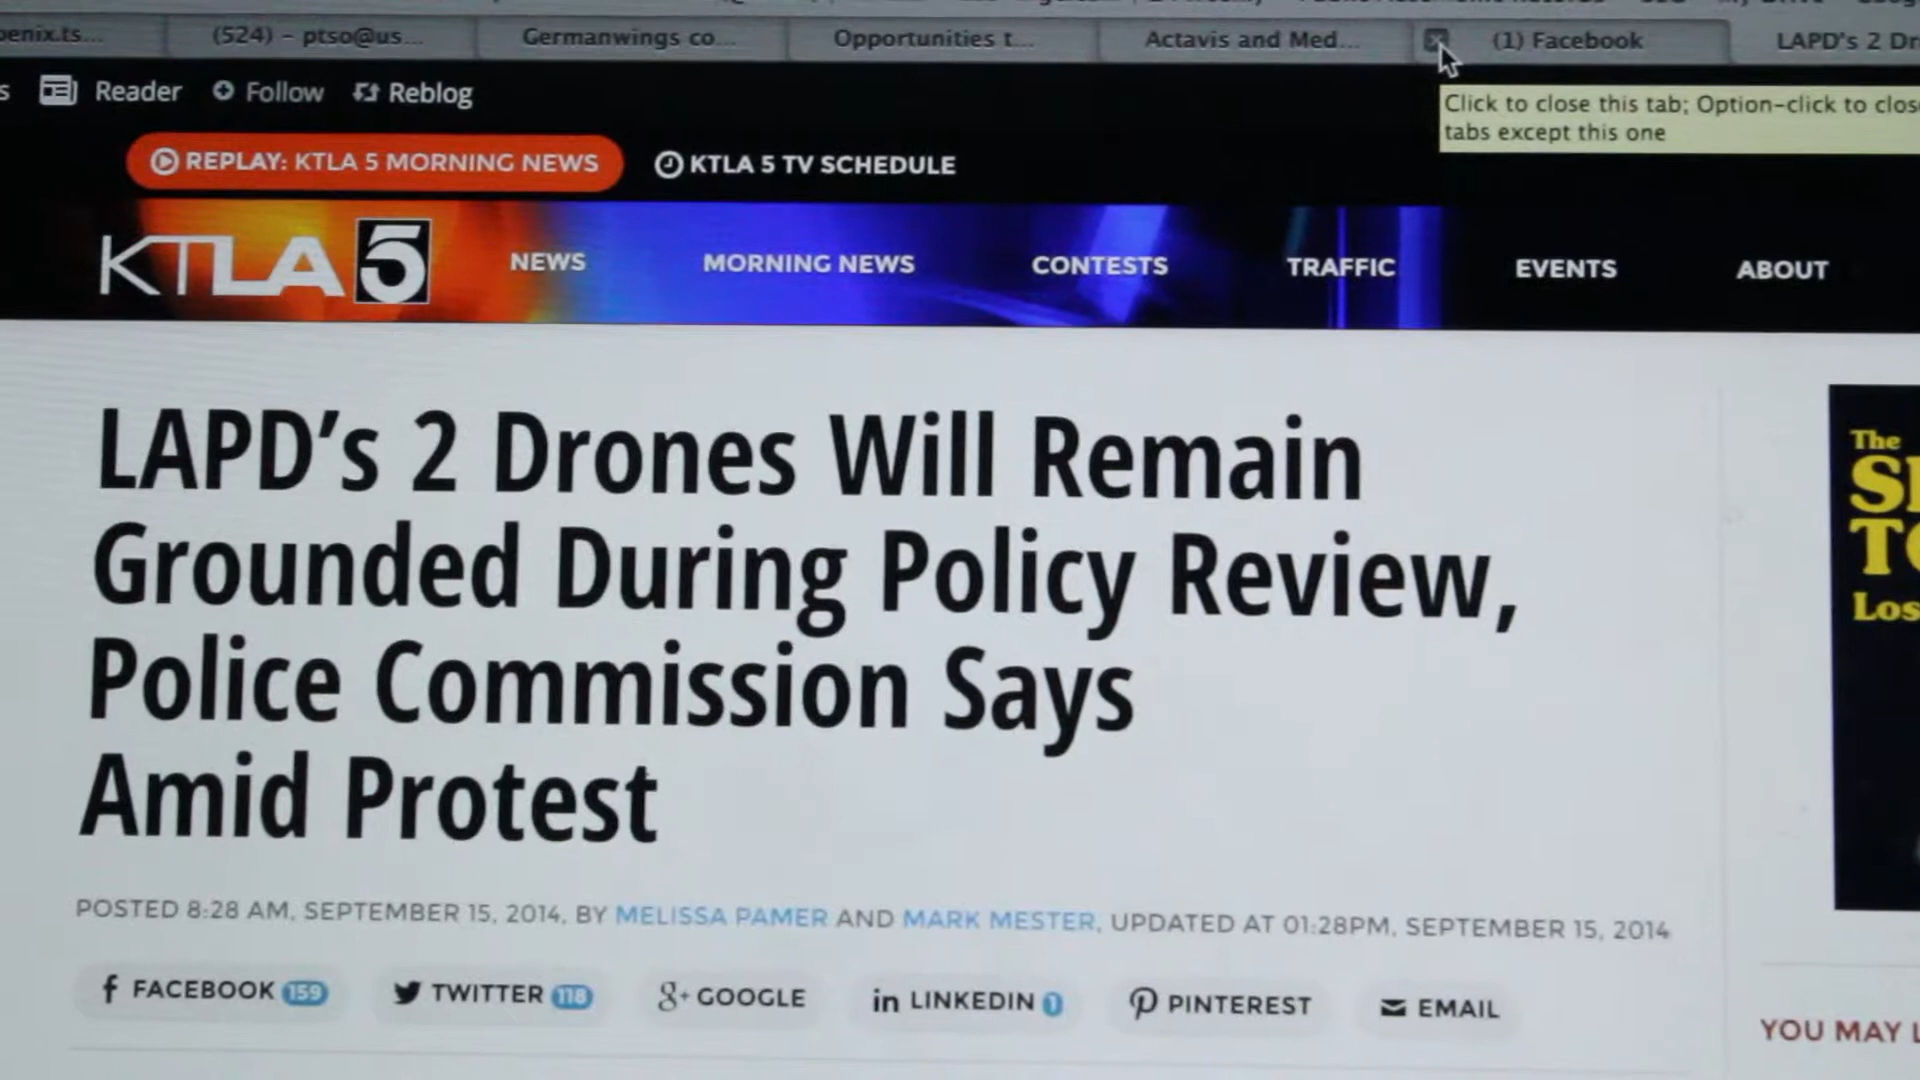 (524) - ptso@us...
Germanwings co...
Opportunities t...
Actavis and Med...
(1) Facebook
LAPD's 2
Reader
Follow
Reblog
Click to close this tab; Option-click to
tabs except this one
REPLAY: KTLA 5 MORNING NEWS
KTLA 5 TV SCHEDULE
KTLA 5
NEWS
MORNING NEWS
CONTESTS
TRAFFIC
EVENTS
ABOUT
LAPD's 2 Drones Will Remain
Grounded During Policy Review,
Police Commission Says
Amid Protest
The
Los
POSTED 8:28 AM, SEPTEMBER 15, 2014, BY MELISSA PAMER AND MARK MESTER, UPDATED AT 01:28PM, SEPTEMBER 15, 2014
f FACEBOOK 159
TWITTER 118
g+ GOOGLE
in LINKEDIN 1
PINTEREST
EMAIL
YOU MAY